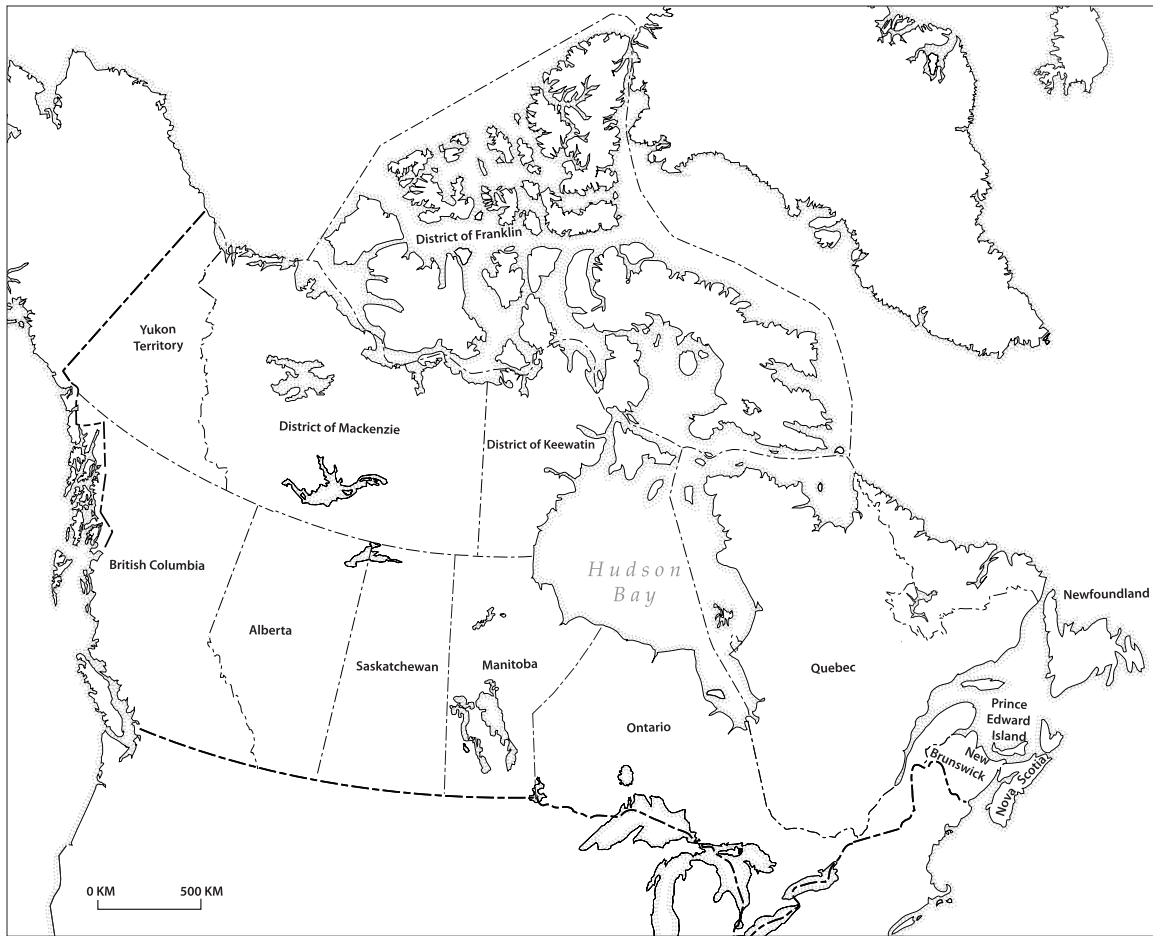 District of Franklin
Yukon
Territory
District of Mackenzie
District of Keewatin
British Columbia
Hudson
Bay
Newfoundland
Alberta
Saskatchewan
Manitoba
Quebec
Ontario
Prince
Edward
Island
New
Brunswick
Nova Scotia
0 KM 500 KM